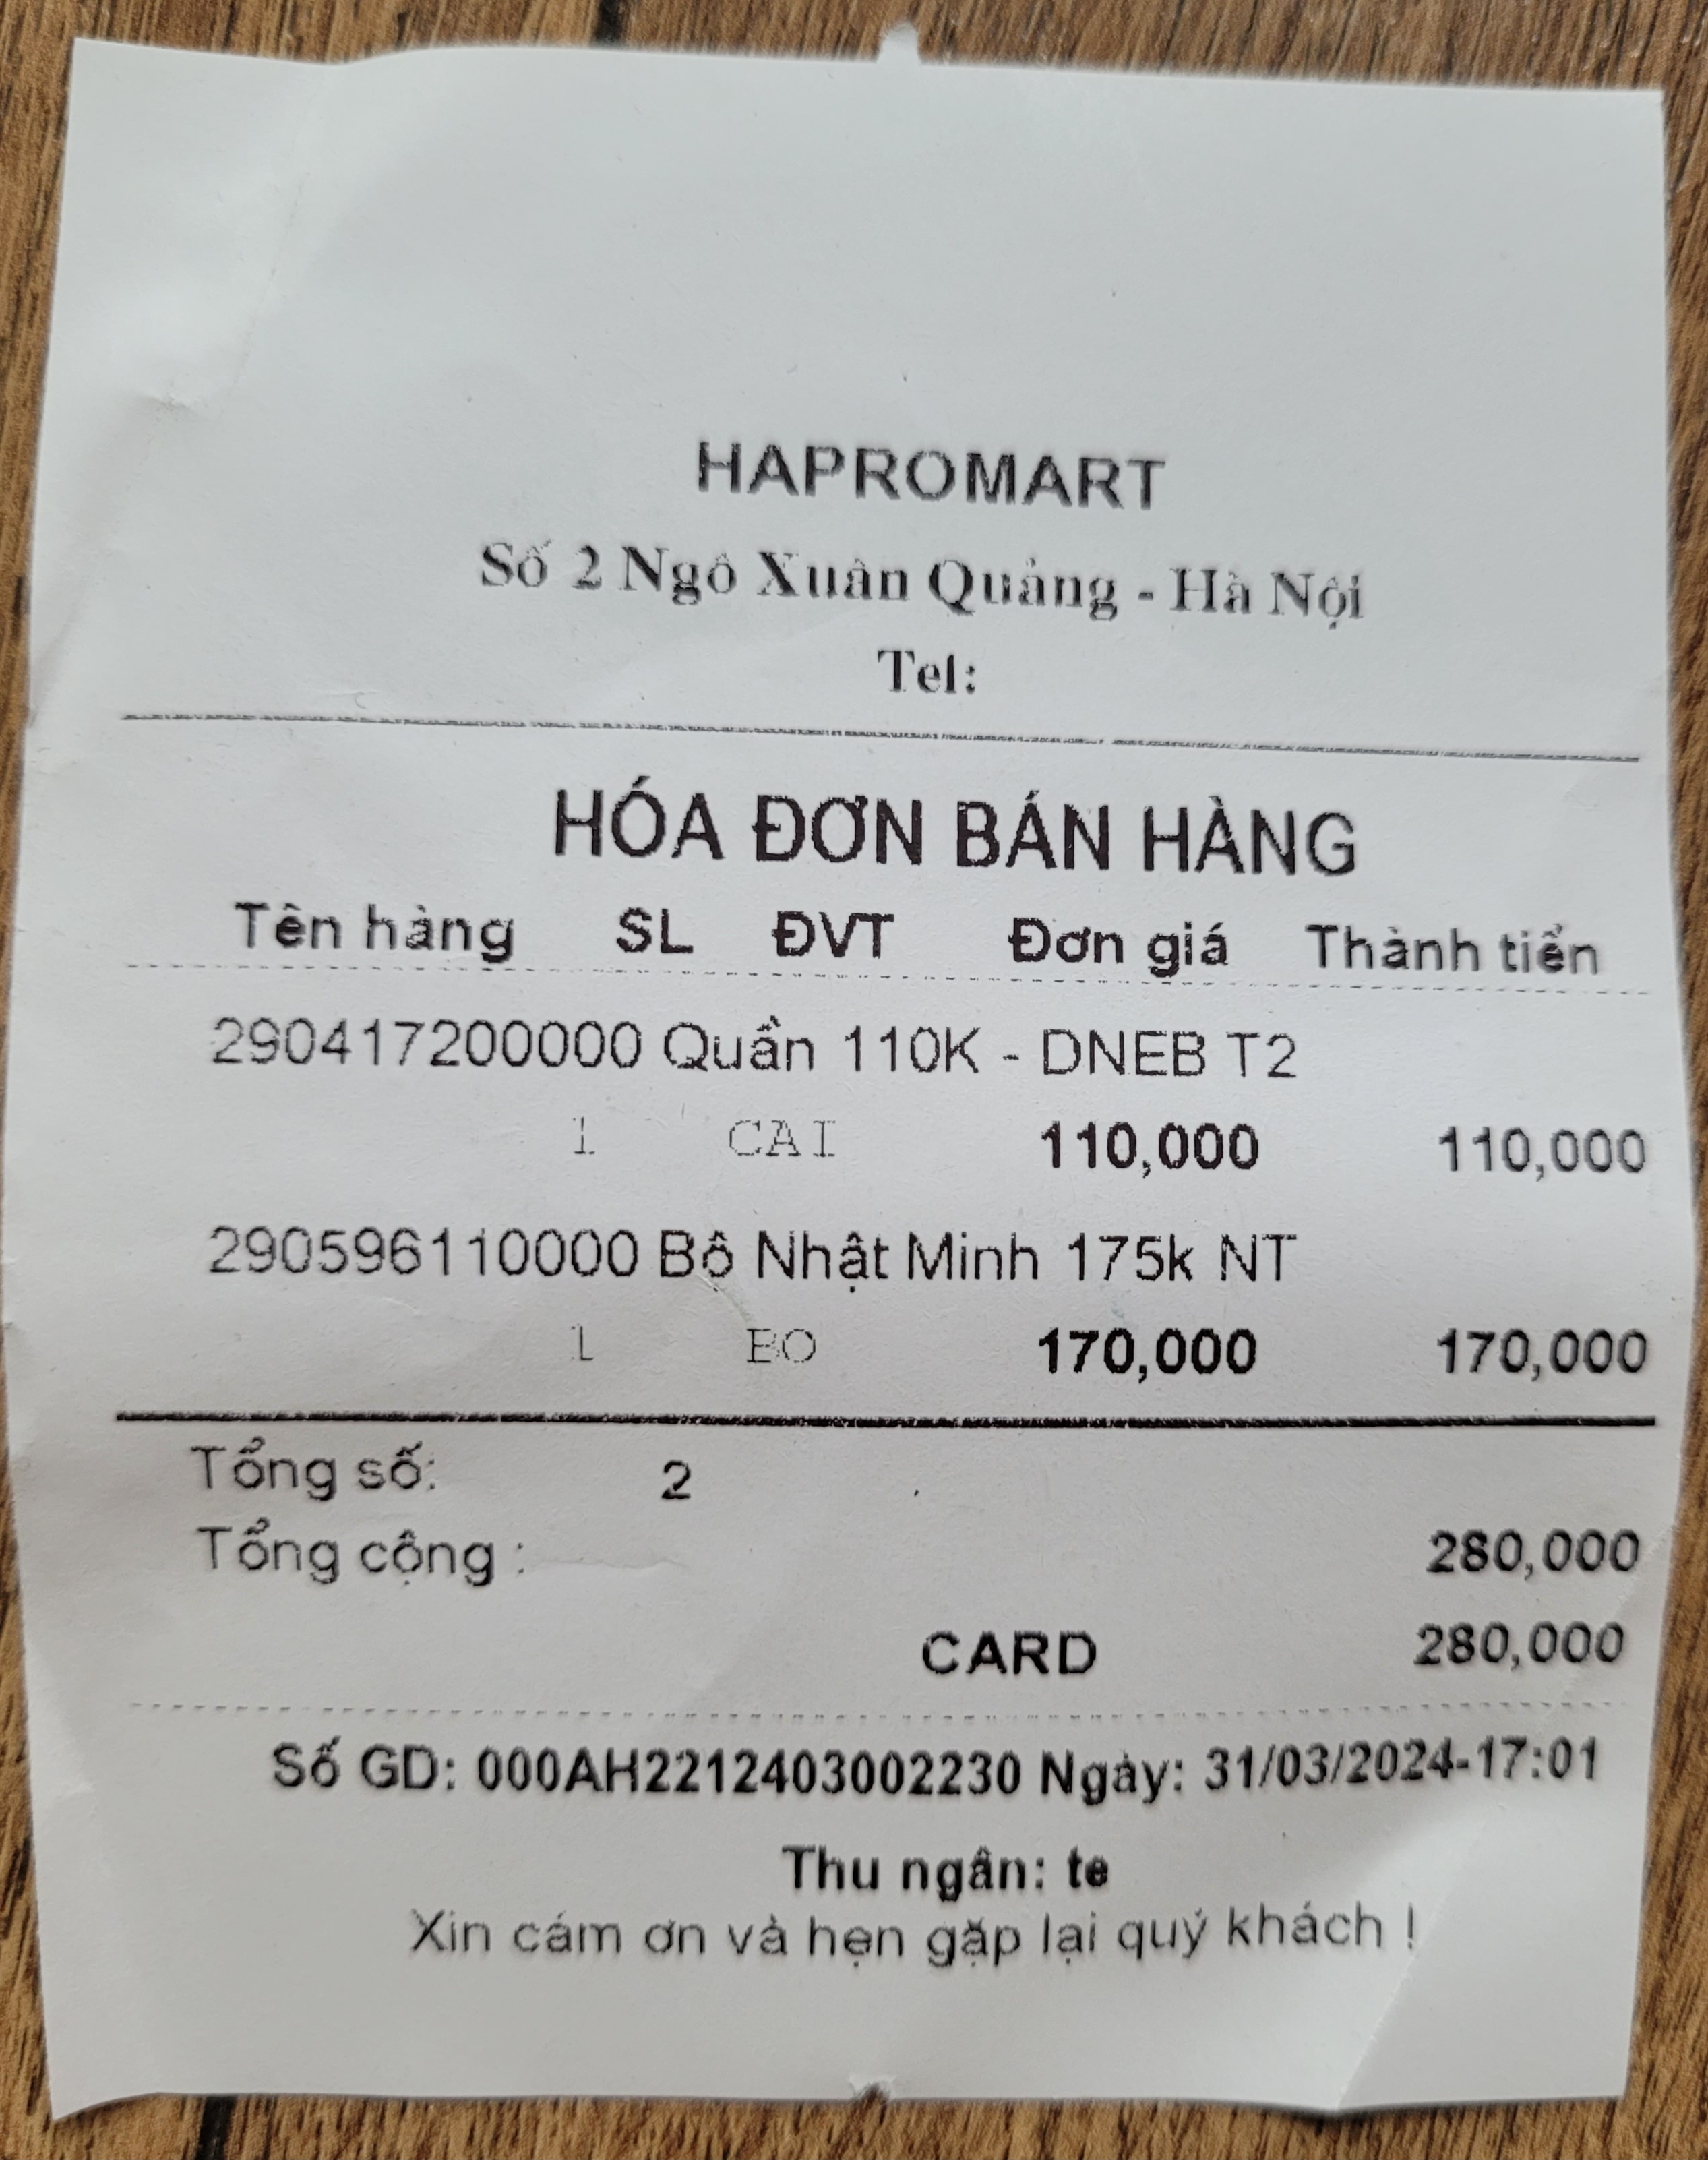 HAPROMART
Số 2 Ngô Xuân Quảng - Hà Nội
Tel:
HÓA ĐƠN BÁN HÀNG
Tên hàng SL ĐVT Đơn giá Thành tiền
290417200000 Quần 110K - DNEB T2
1 CAI 110,000 110,000
290596110000 Bộ Nhật Minh 175k NT
1 BO 170,000 170,000
Tổng số: 2
Tổng cộng : 280,000
CARD 280,000
Số GD: 000AH2212403002230 Ngày: 31/03/2024-17:01
Thu ngân: te
Xin cám ơn và hẹn gặp lại quý khách !